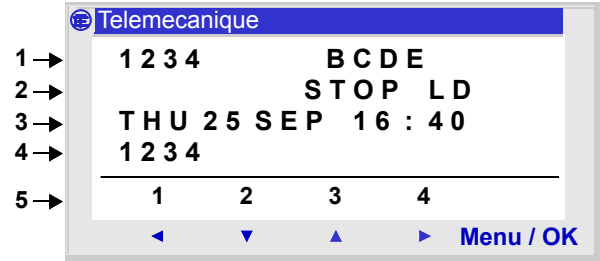 Telemecanique
1 1234 BCDE
2 STOP LD
3 THU 25 SEP 16:40
4 1234
5 1 2 3 4
Menu / OK